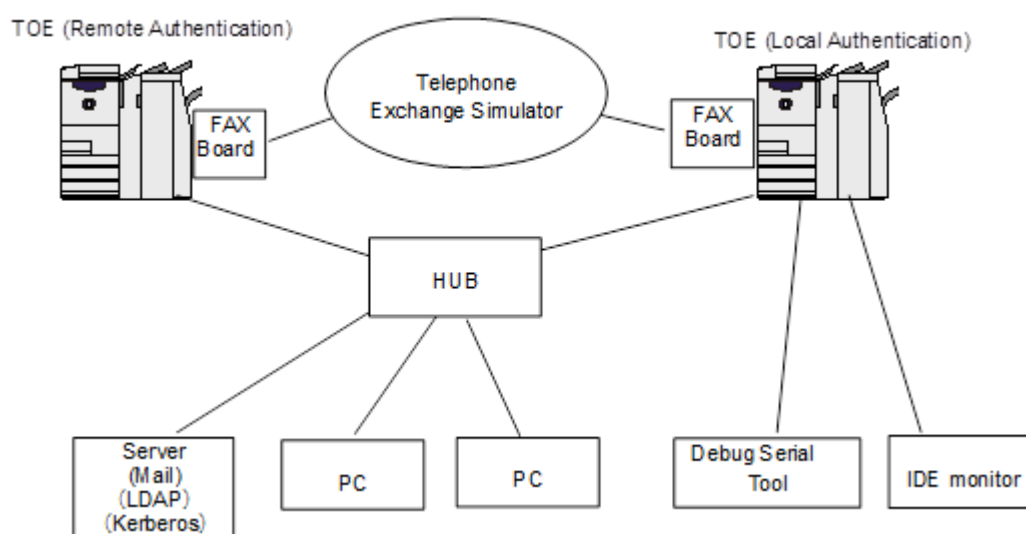 TOE (Remote Authentication)
TOE (Local Authentication)
Telephone
Exchange Simulator
FAX
Board
FAX
Board
HUB
Server
(Mail)
(LDAP)
(Kerberos)
PC
PC
Debug Serial
Tool
IDE monitor